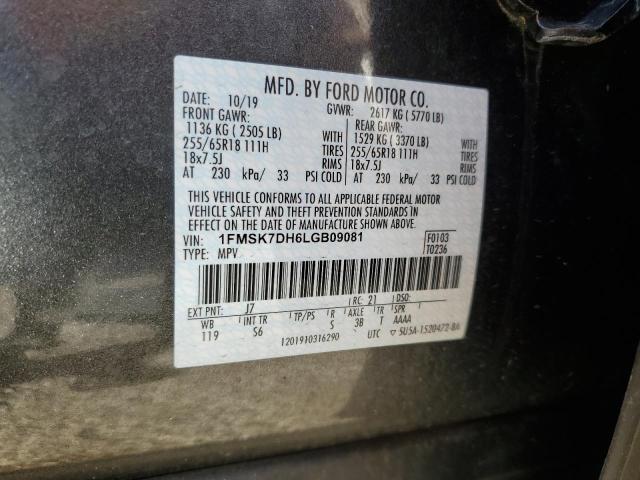 MFD. BY FORD MOTOR CO.
DATE: 10/19 GVWR: 2617 KG ( 5770 LB)
FRONT GAWR: REAR GAWR:
1136 KG ( 2505 LB) WITH 1529 KG ( 3370 LB) WITH
255/65R18 111H TIRES 255/65R18 111H TIRES
18x7.5J RIMS 18x7.5J RIMS
AT 230 kPa/ 33 PSI COLD AT 230 kPa/ 33 PSI COLD
THIS VEHICLE CONFORMS TO ALL APPLICABLE FEDERAL MOTOR
VEHICLE SAFETY AND THEFT PREVENTION STANDARDS IN
EFFECT ON THE DATE OF MANUFACTURE SHOWN ABOVE.
VIN: 1FMSK7DH6LGB09081 F0103
TYPE: MPV T0236
EXT PNT: J7 RC: 21 DSO:
WB INT TR TP/PS R AXLE TR SPR
119 S6 S 3B T AAAA
1201910316290 UTC ▽ 5U5A-1520472-BA